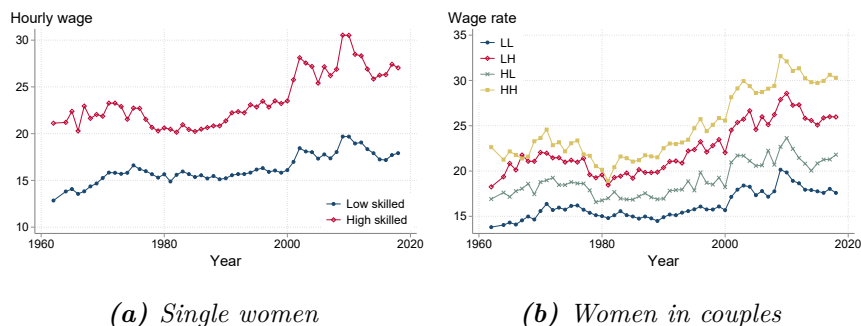 Hourly wage
30
25
20
15
10
Low skilled
High skilled
1960
1980
2000
2020
Year
(a) Single women
Wage rate
35
30
25
20
15
LL
LH
HL
HH
1960
1980
2000
2020
Year
(b) Women in couples